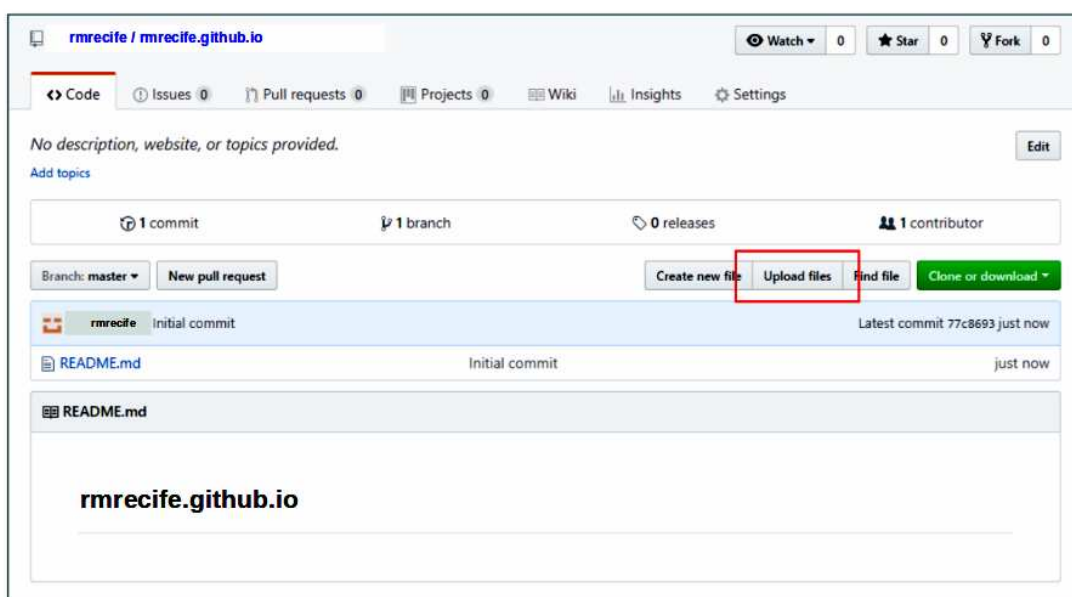 rmrecife / rmrecife.github.io Watch 0 Star 0 Fork 0
Code Issues 0 Pull requests 0 Projects 0 Wiki Insights Settings
No description, website, or topics provided. Edit
Add topics
1 commit 1 branch 0 releases 1 contributor
Branch: master New pull request Create new file Upload files Find file Clone or download
rmrecife Initial commit Latest commit 77c8693 just now
README.md Initial commit just now
README.md
rmrecife.github.io